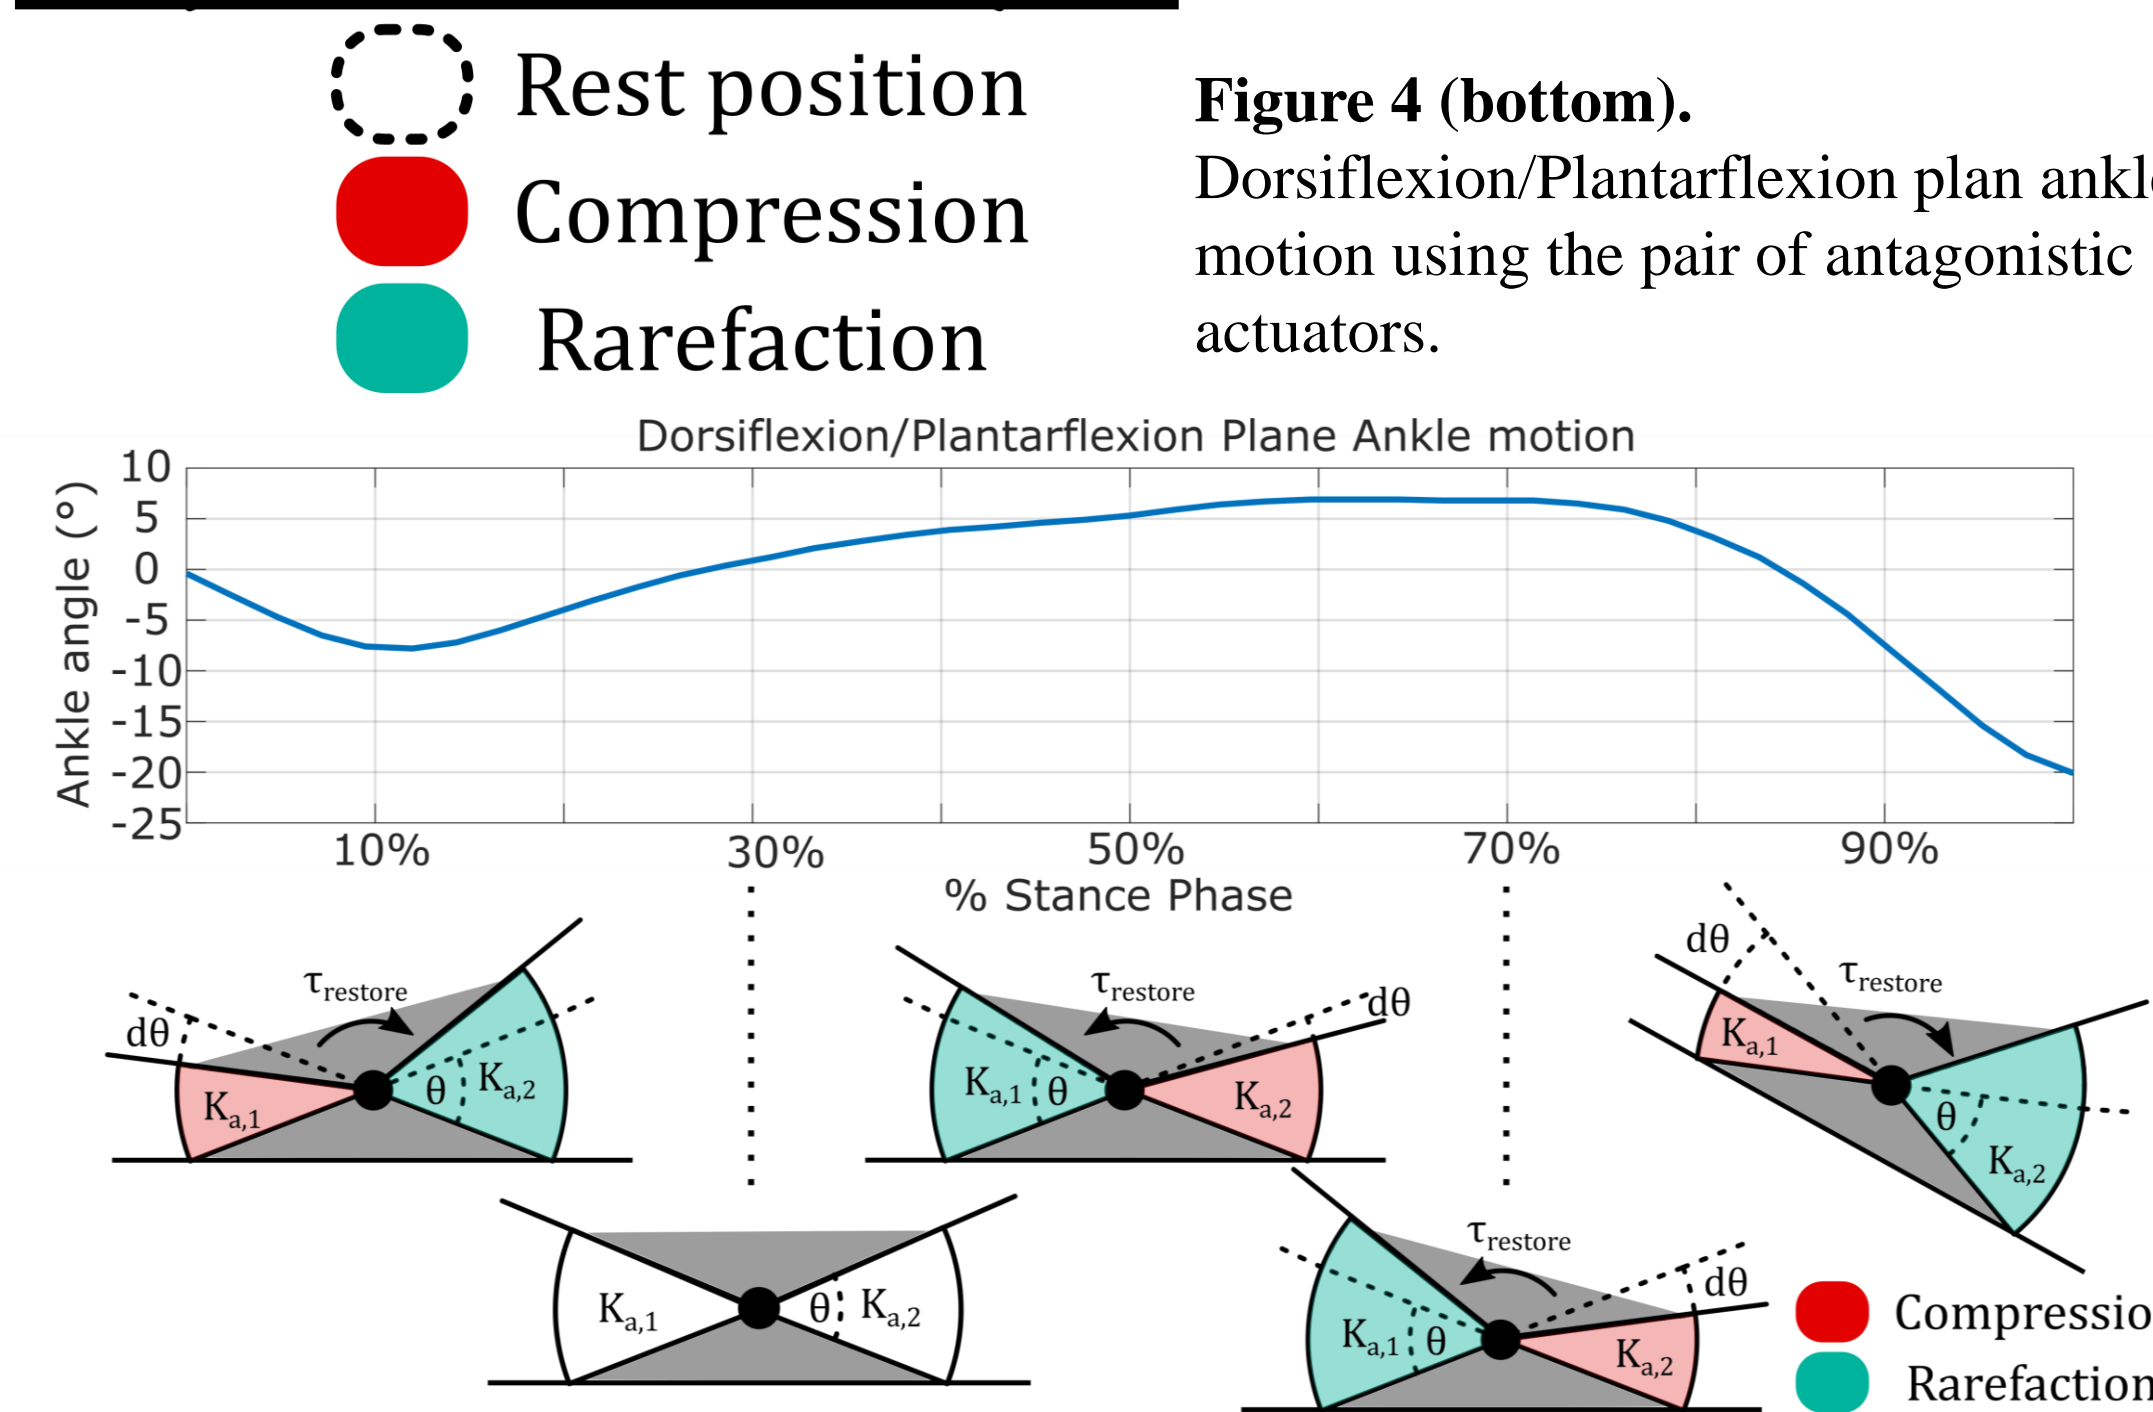 Rest position
Compression
Rarefaction
Figure 4 (bottom).
Dorsiflexion/Plantarflexion plan
motion using the pair of antagonistic
actuators.
Dorsiflexion/Plantarflexion Plane Ankle motion
Ankle angle (°)
10
5
0
-5
-10
-15
-20
-25
10% 30% 50% 70% 90%
% Stance Phase
dθ τrestore θ Ka,1 Ka,2
τrestore dθ Ka,1 θ Ka,2
dθ τrestore Ka,1 θ Ka,2
Ka,1 θ Ka,2
τrestore dθ Ka,1 θ Ka,2
Rarefaction